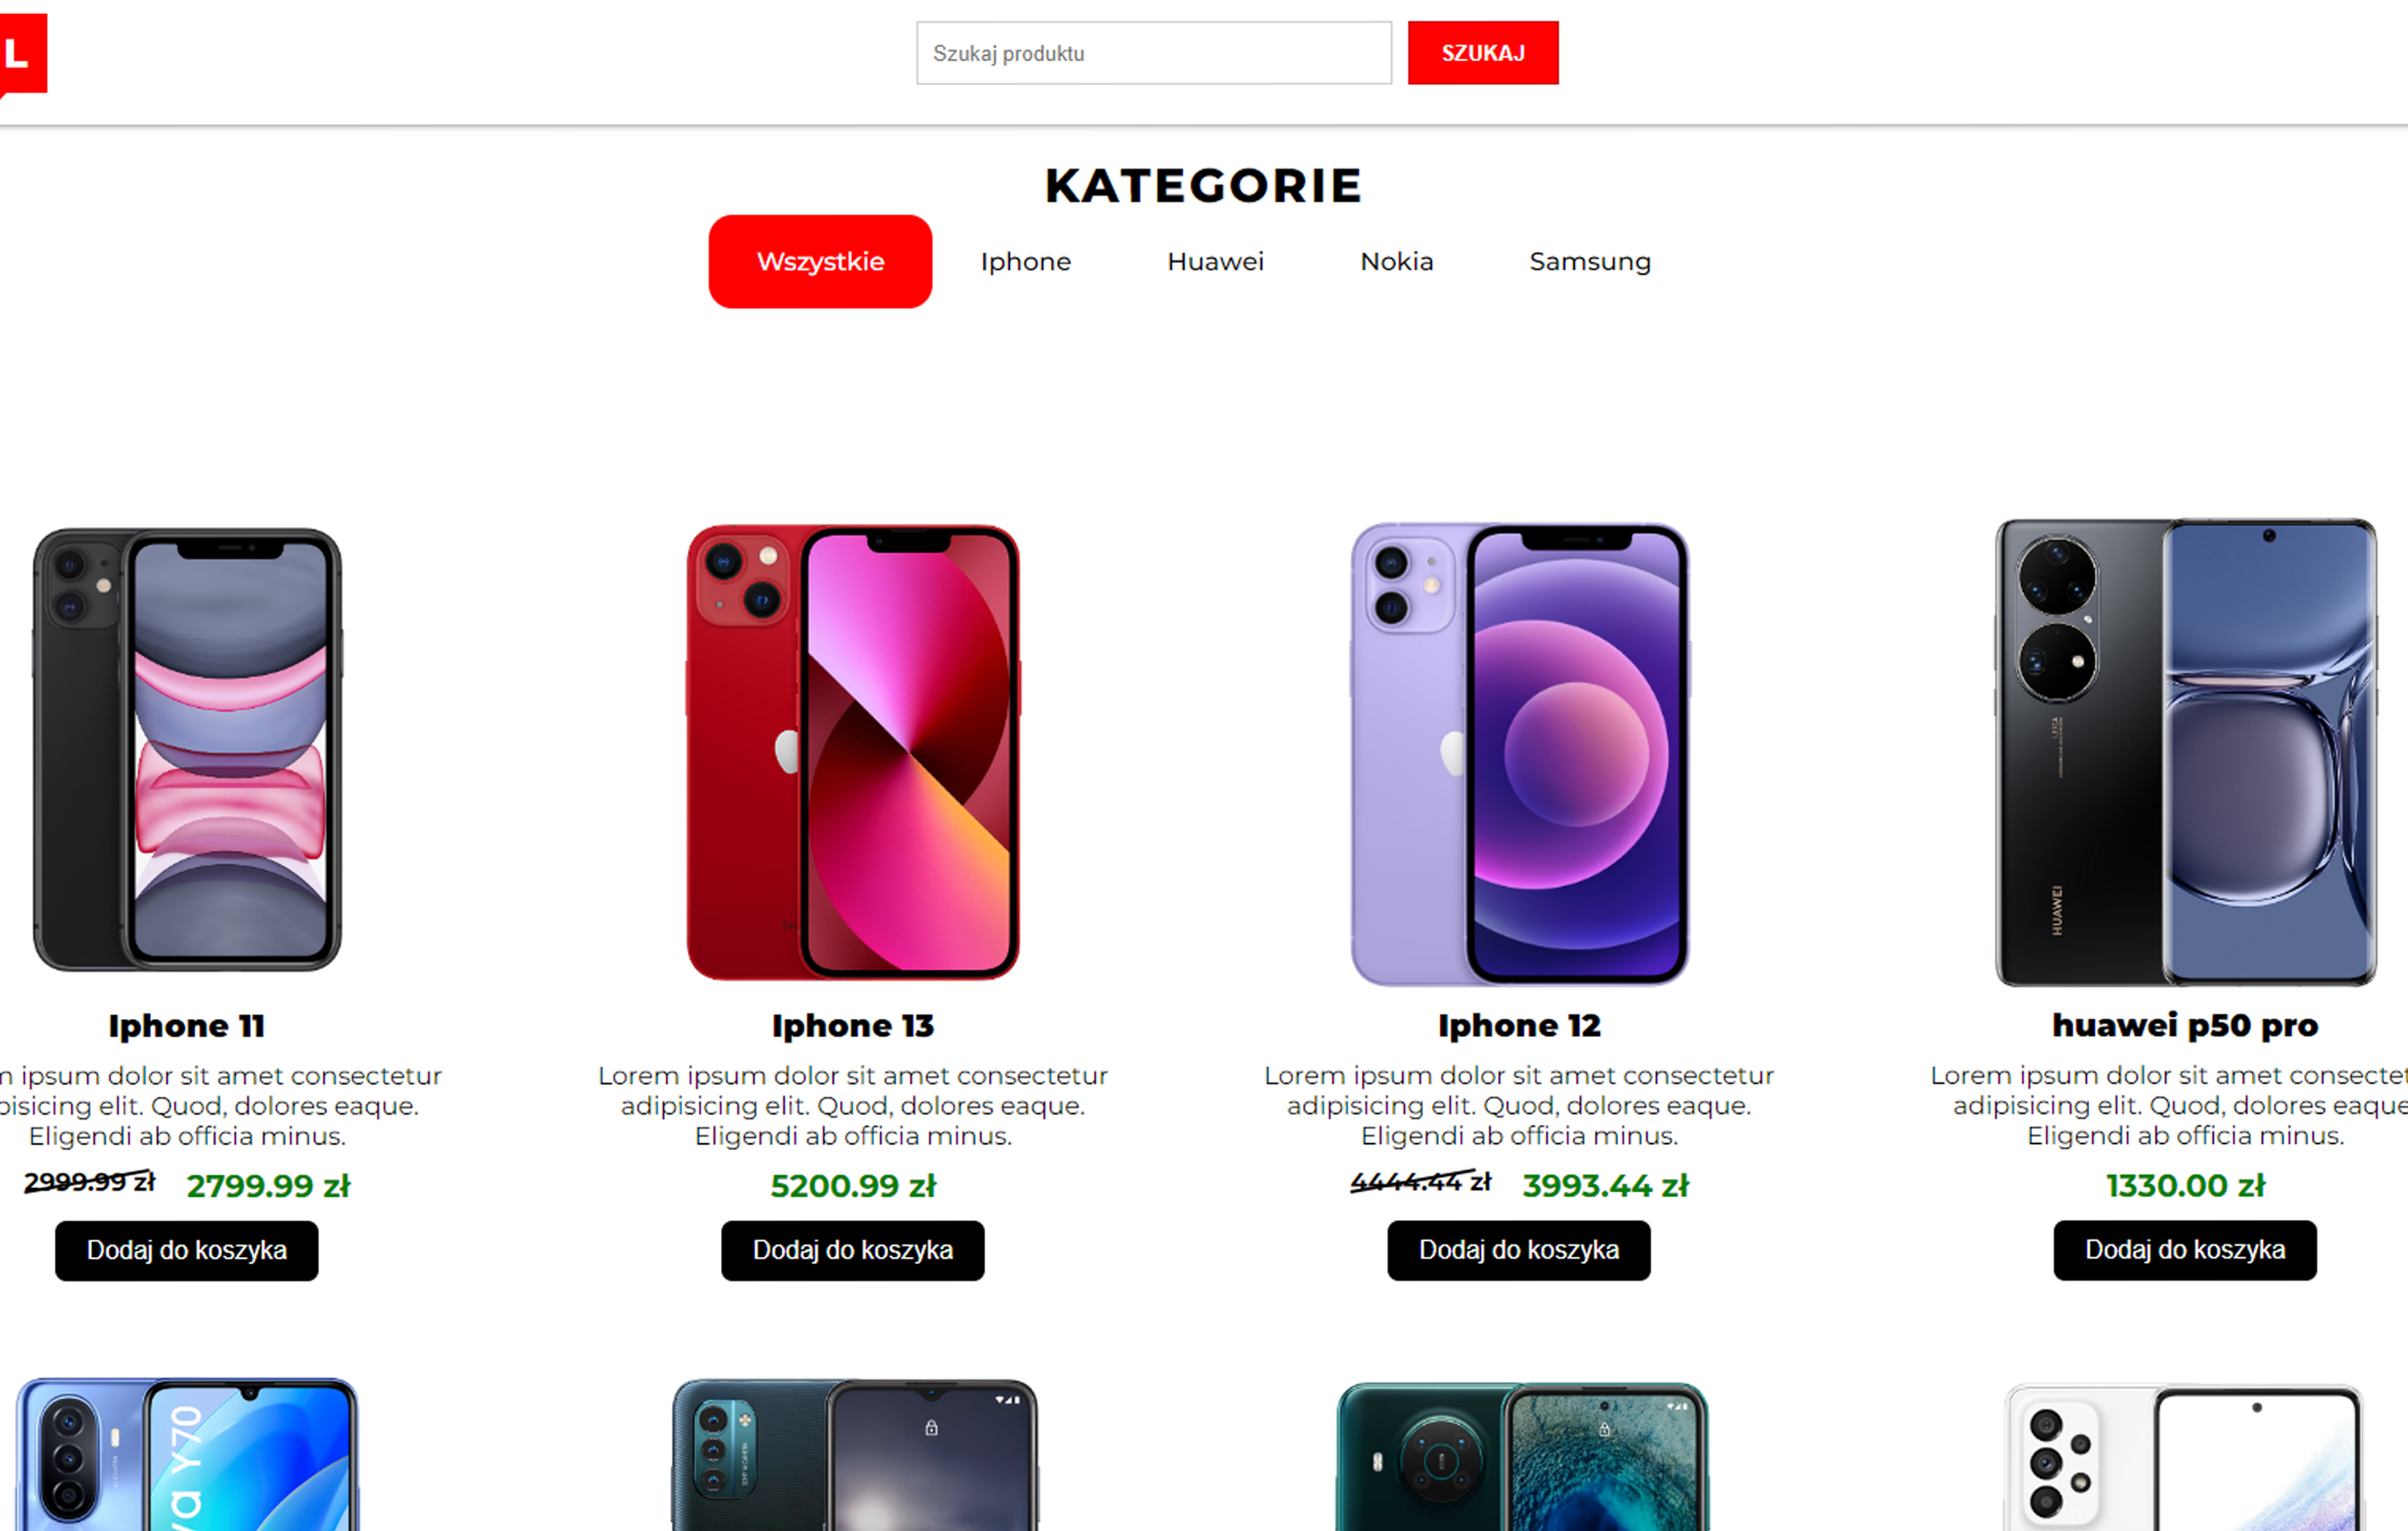 L
Szukaj produktu
SZUKAJ
KATEGORIE
Wszystkie
Iphone
Huawei
Nokia
Samsung
HUAWEI
Iphone 11
m ipsum dolor sit amet consectetur
pisicing elit. Quod, dolores eaque.
Eligendi ab officia minus.
2999.99 zł 2799.99 zł
Dodaj do koszyka
Iphone 13
Lorem ipsum dolor sit amet consectetur
adipisicing elit. Quod, dolores eaque.
Eligendi ab officia minus.
5200.99 zł
Dodaj do koszyka
Iphone 12
Lorem ipsum dolor sit amet consectetur
adipisicing elit. Quod, dolores eaque.
Eligendi ab officia minus.
4444.44 zł 3993.44 zł
Dodaj do koszyka
huawei p50 pro
Lorem ipsum dolor sit amet consectet
adipisicing elit. Quod, dolores eaque
Eligendi ab officia minus.
1330.00 zł
Dodaj do koszyka
va Y70